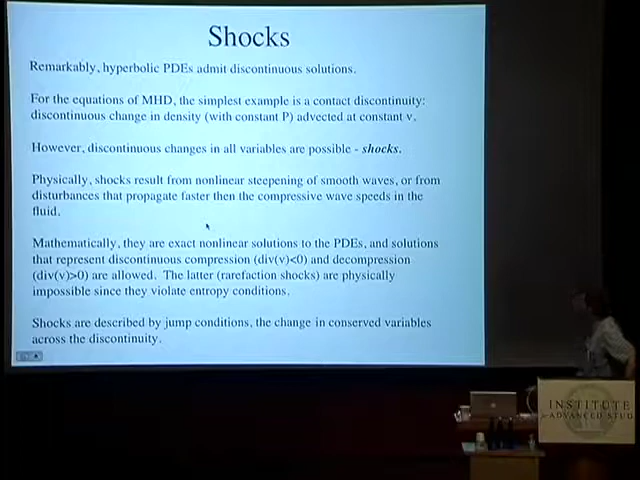 Shocks
Remarkably, hyperbolic PDEs admit discontinuous solutions.
For the equations of MHD, the simplest example is a contact discontinuity:
discontinuous change in density (with constant P) advected at constant v.
However, discontinuous changes in all variables are possible - shocks.
Physically, shocks result from nonlinear steepening of smooth waves, or from
disturbances that propagate faster then the compressive wave speeds in the
fluid.
Mathematically, they are exact nonlinear solutions to the PDEs, and solutions
that represent discontinuous compression (div(v)<0) and decompression
(div(v)>0) are allowed. The latter (rarefaction shocks) are physically
impossible since they violate entropy conditions.
Shocks are described by jump conditions, the change in conserved variables
across the discontinuity.
INSTITUTE
ADVANCED STUD